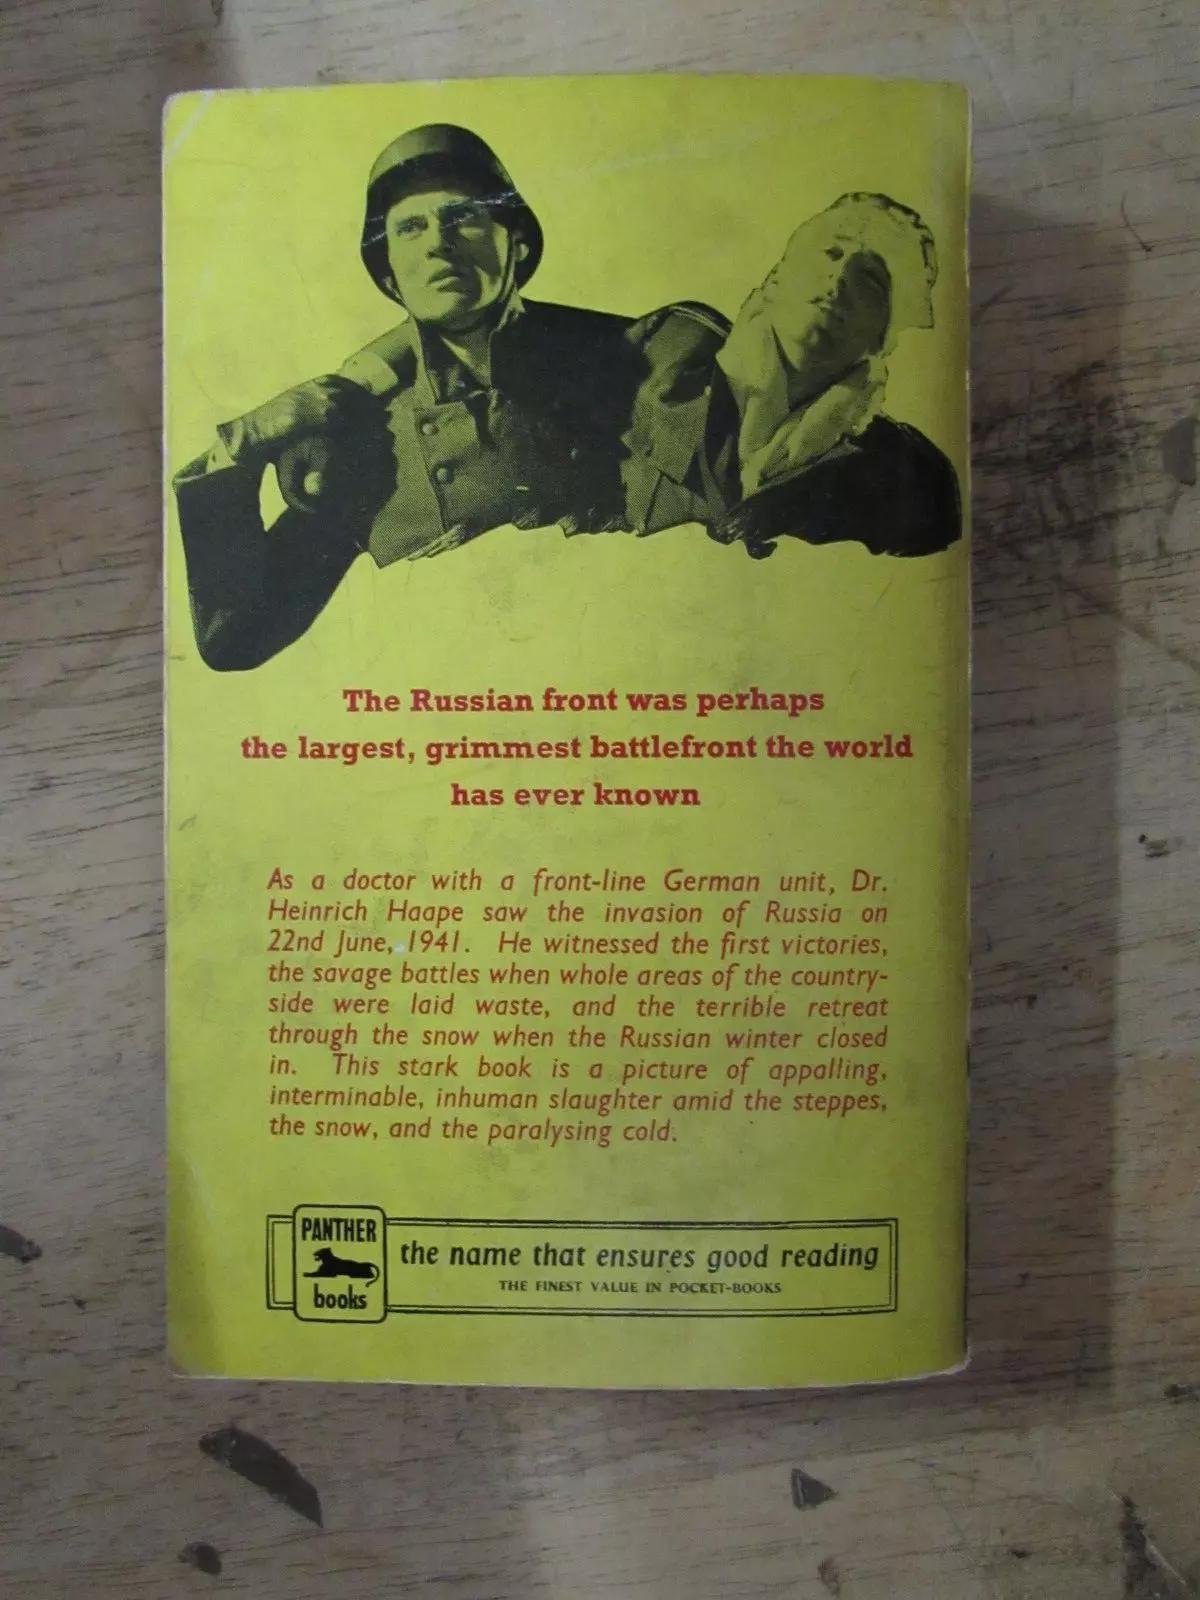 The Russian front was perhaps
the largest, grimmest battlefront the world
has ever known
As a doctor with a front-line German unit, Dr.
Heinrich Haape saw the invasion of Russia on
22nd June, 1941. He witnessed the first victories,
the savage battles when whole areas of the country-
side were laid waste, and the terrible retreat
through the snow when the Russian winter closed
in. This stark book is a picture of appalling,
interminable, inhuman slaughter amid the steppes,
the snow, and the paralysing cold.
PANTHER
books
the name that ensures good reading
THE FINEST VALUE IN POCKET-BOOKS